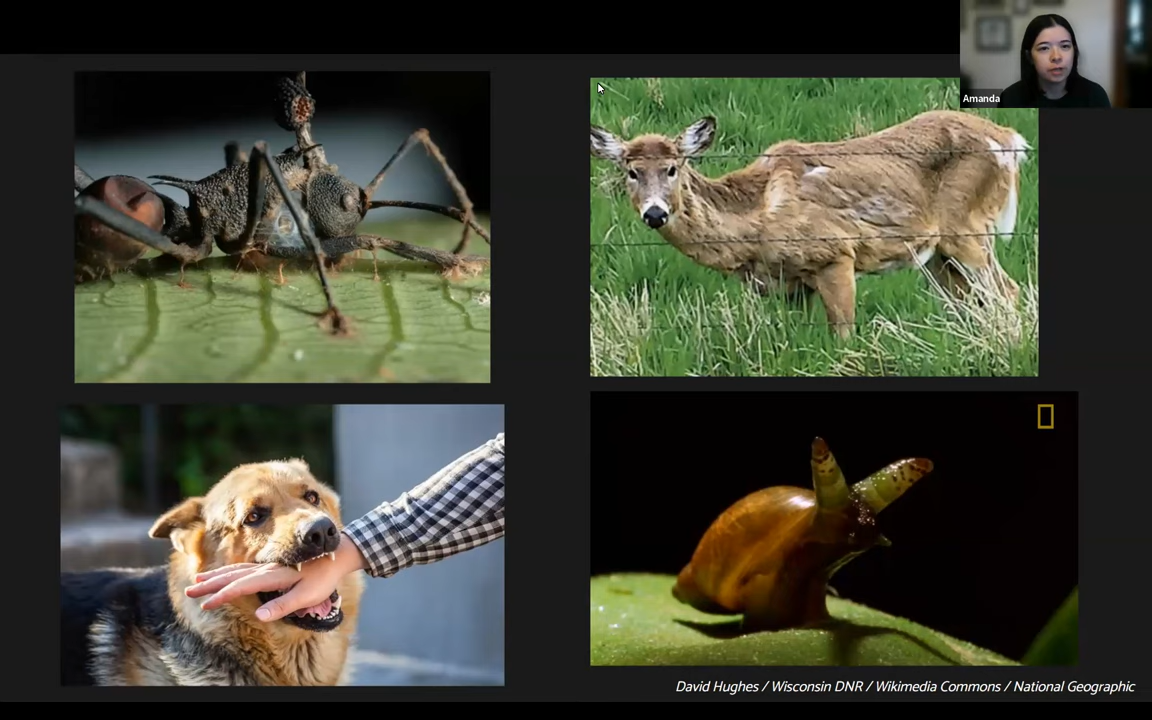 Amanda
David Hughes / Wisconsin DNR / Wikimedia Commons / National Geographic